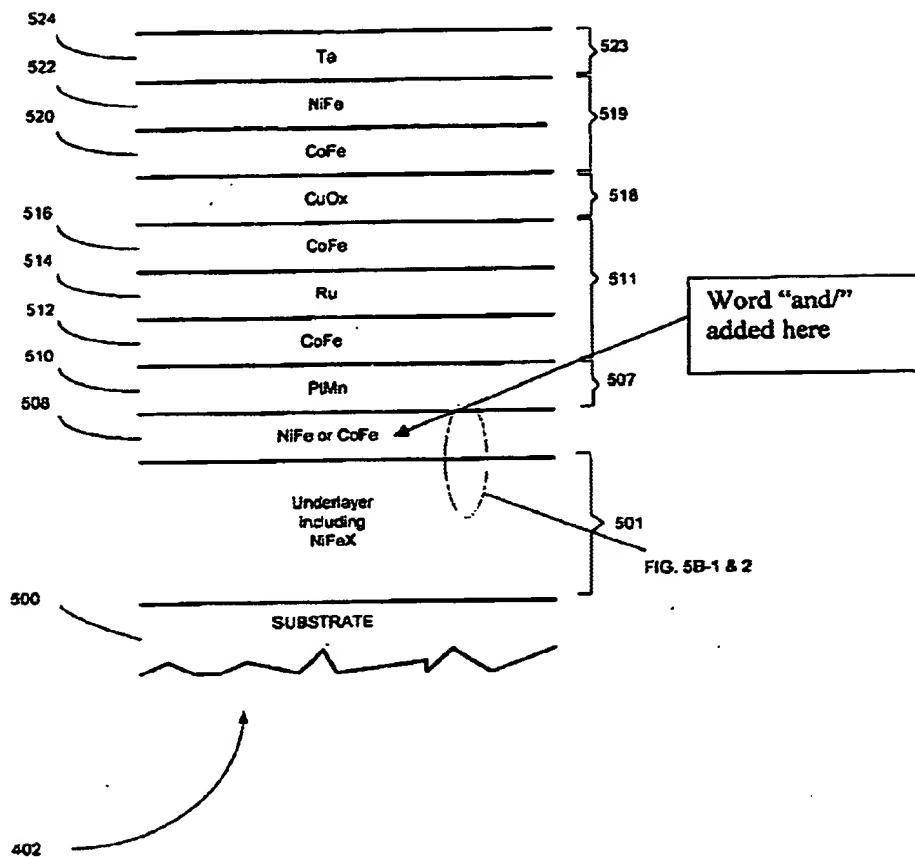 524
Ta
523
522
NiFe
519
520
CoFe
CuOx
518
516
CoFe
514
Ru
511
512
CoFe
Word “and/”
added here
510
PtMn
507
508
NiFe or CoFe
Underlayer
including
NiFeX
501
FIG. 5B-1 & 2
500
SUBSTRATE
402